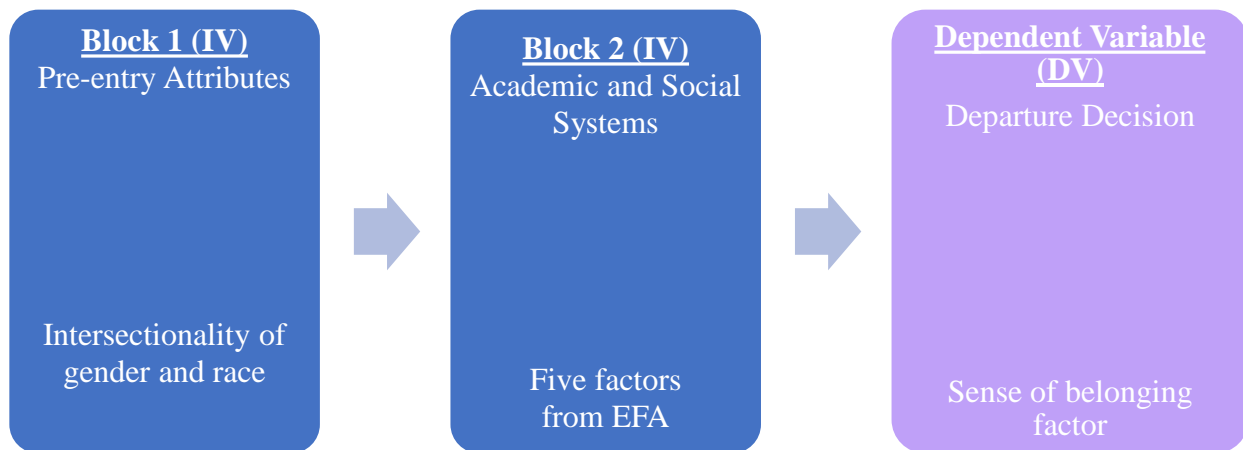 Block 1 (IV)
Pre-entry Attributes
Intersectionality of
gender and race
Block 2 (IV)
Academic and Social
Systems
Five factors
from EFA
Dependent Variable
(DV)
Departure Decision
Sense of belonging
factor